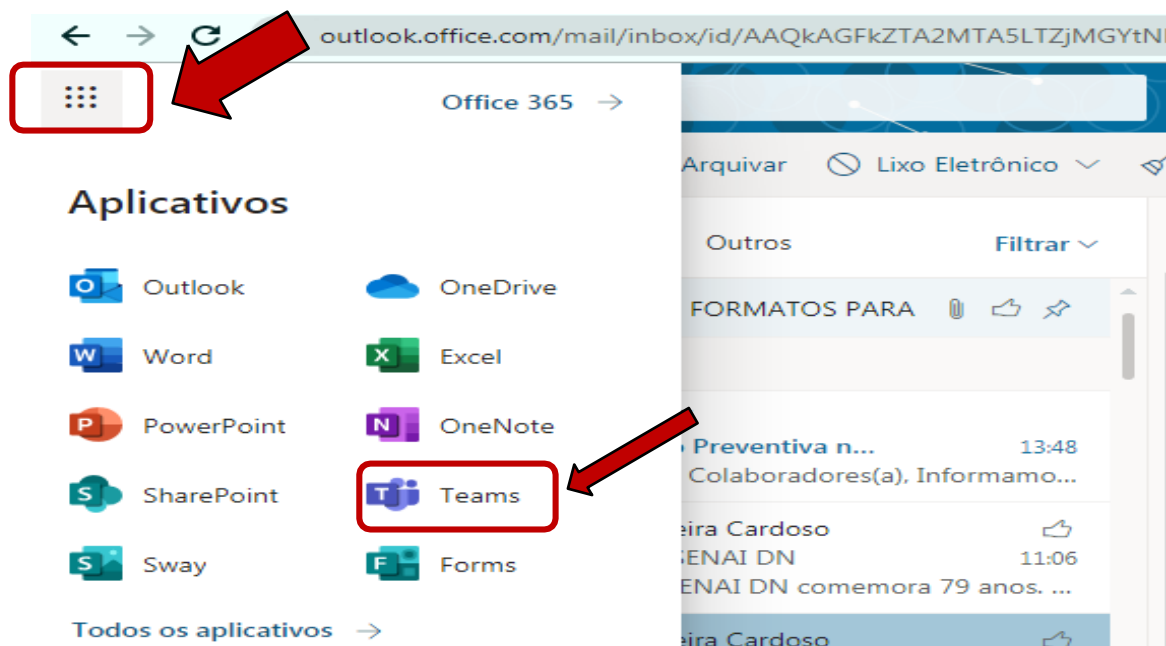 outlook.office.com/mail/inbox/id/AAQkAGFkZTA2MTA5LTZjMGYtN
Office 365
Arquivar Lixo Eletrônico
Aplicativos
Outros Filtrar
Outlook OneDrive
FORMATOS PARA
Word Excel
PowerPoint OneNote
Preventiva n... 13:48
Colaboradores(a), Informamo...
SharePoint Teams
eira Cardoso
ENAI DN 11:06
Sway Forms
ENAI DN comemora 79 anos. ...
Todos os aplicativos
eira Cardoso